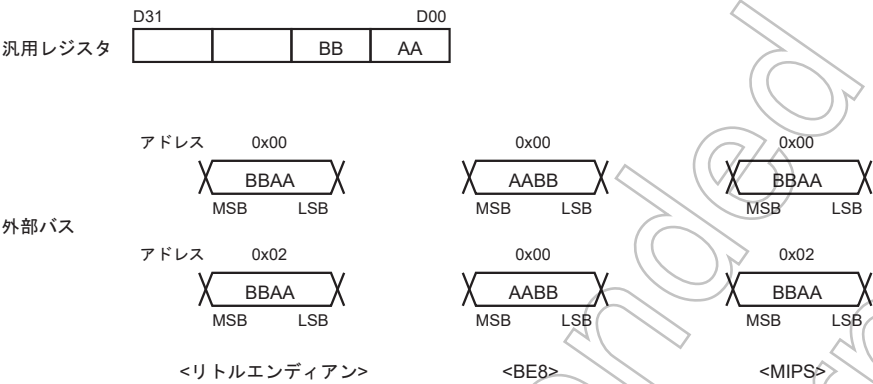 D31 D00
汎用レジスタ BB AA
アドレス 0x00 0x00 0x00
BBAA AABB BBAA
MSB LSB MSB LSB MSB LSB
外部バス
アドレス 0x02 0x00 0x02
BBAA AABB BBAA
MSB LSB MSB LSB MSB LSB
<リトルエンディアン> <BE8> <MIPS>
ended